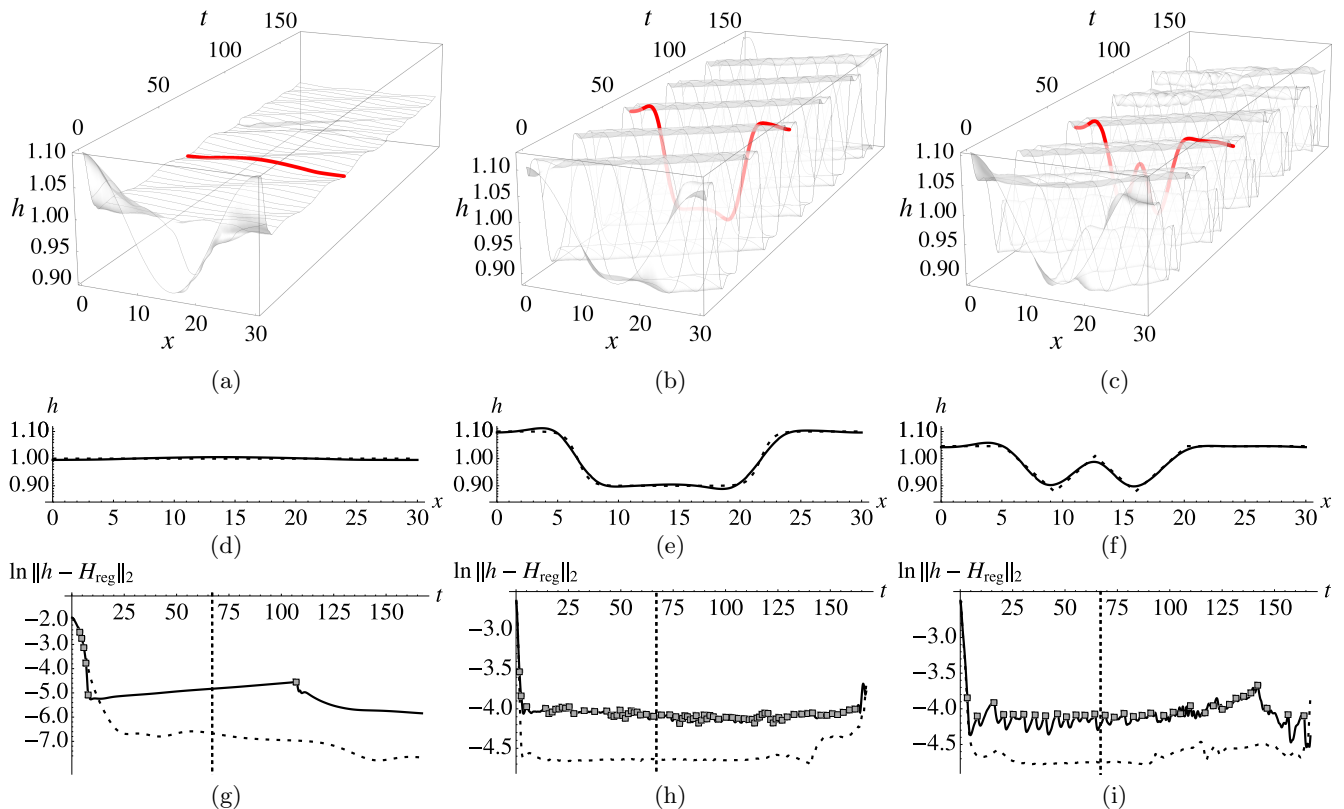 t
0
50
100
150
1.10
1.05
1.00
0.95
0.90
h
0
10
20
30
x
(a)
t
0
50
100
150
1.10
1.05
1.00
0.95
0.90
h
0
10
20
30
x
(b)
t
0
50
100
150
1.10
1.05
1.00
0.95
0.90
h
0
10
20
30
x
(c)
h
1.10
1.00
0.90
0 5 10 15 20 25 30
x
(d)
h
1.10
1.00
0.90
0 5 10 15 20 25 30
x
(e)
h
1.10
1.00
0.90
0 5 10 15 20 25 30
x
(f)
ln ‖h − H_reg‖_2
t
25 50 75 100 125 150
−2.0
−3.0
−4.0
−5.0
−6.0
−7.0
(g)
ln ‖h − H_reg‖_2
t
25 50 75 100 125 150
−3.0
−3.5
−4.0
−4.5
(h)
ln ‖h − H_reg‖_2
t
25 50 75 100 125 150
−3.0
−3.5
−4.0
−4.5
(i)